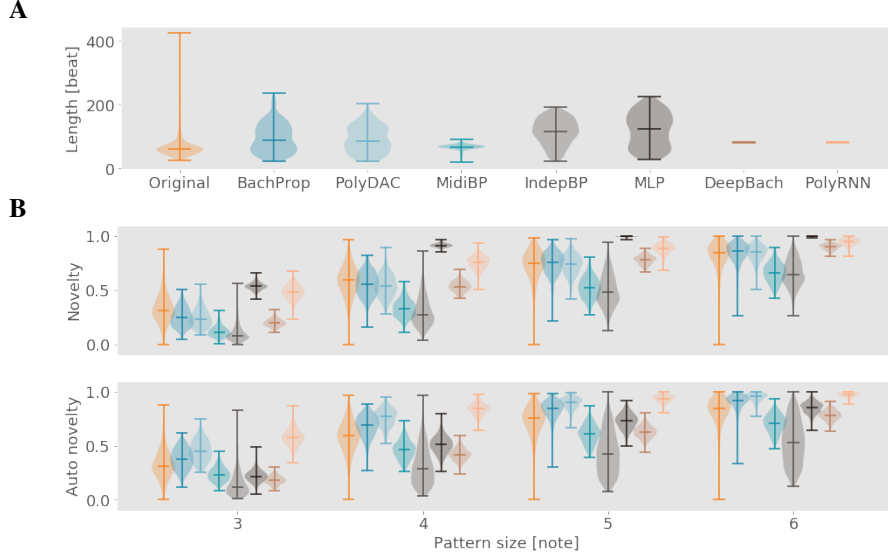 A
Length [beat]
400
200
0
Original BachProp PolyDAC MidiBP IndepBP MLP DeepBach PolyRNN
B
Novelty
1.0
0.5
0.0
Auto novelty
1.0
0.5
0.0
3 4 5 6
Pattern size [note]